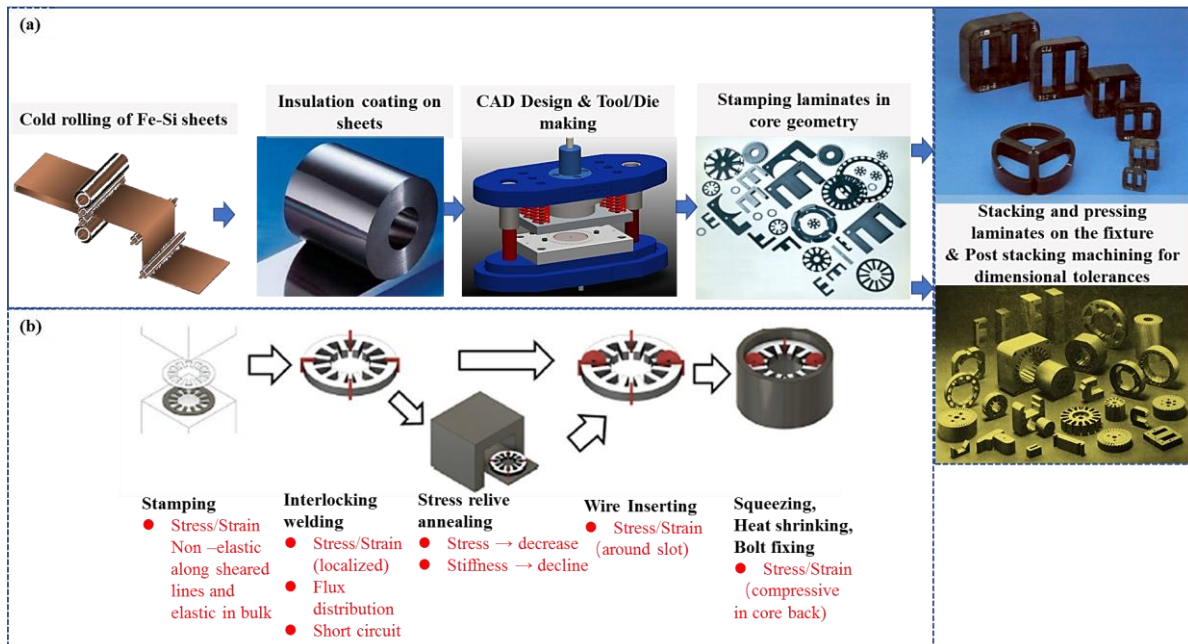 (a)
Cold rolling of Fe-Si sheets
Insulation coating on
sheets
CAD Design & Tool/Die
making
Stamping laminates in
core geometry
Stacking and pressing
laminates on the fixture
& Post stacking machining for
dimensional tolerances
(b)
Stamping
● Stress/Strain
Non –elastic
along sheared
lines and
elastic in bulk
Interlocking
welding
● Stress/Strain
(localized)
● Flux
distribution
● Short circuit
Stress relive
annealing
● Stress → decrease
● Stiffness → decline
Wire Inserting
● Stress/Strain
(around slot)
Squeezing,
Heat shrinking,
Bolt fixing
● Stress/Strain
(compressive
in core back)